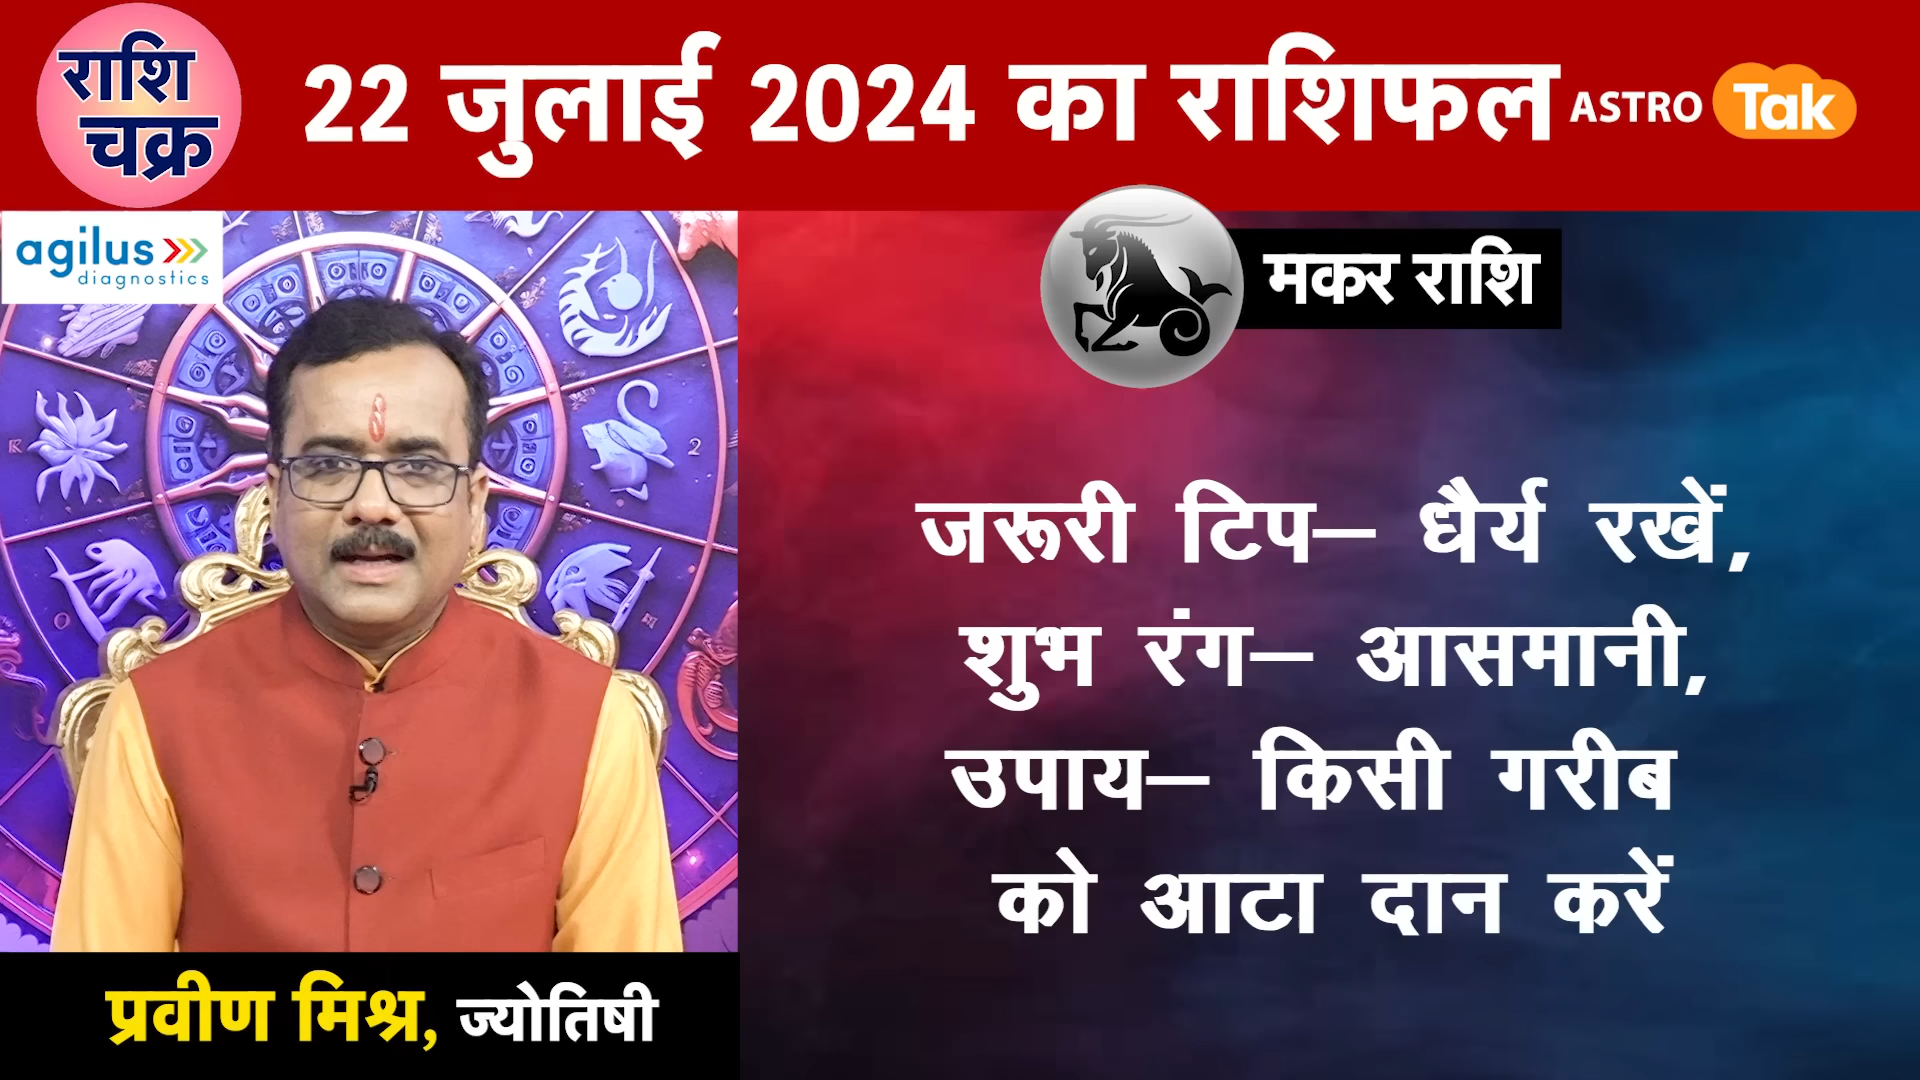 राशि
चक्र
22 जुलाई 2024 का राशिफल
ASTRO Tak
agilus
diagnostics
मकर राशि
जरूरी टिप– धैर्य रखें,
शुभ रंग– आसमानी,
उपाय– किसी गरीब
को आटा दान करें
प्रवीण मिश्र, ज्योतिषी